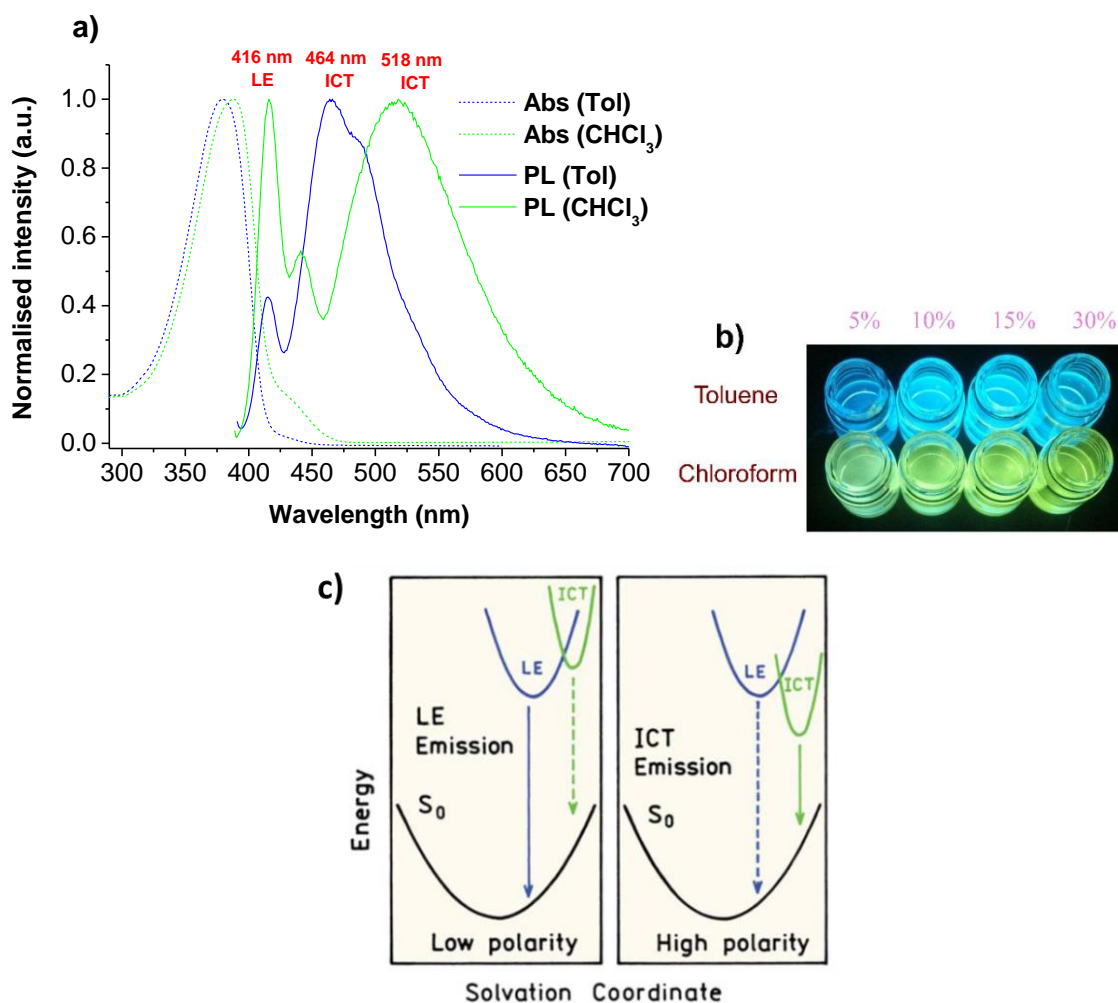 a)
416 nm 464 nm 518 nm
LE ICT ICT
Normalised intensity (a.u.)
1.0
0.8
0.6
0.4
0.2
0.0
Abs (Tol)
Abs (CHCl₃)
PL (Tol)
PL (CHCl₃)
300 350 400 450 500 550 600 650 700
Wavelength (nm)
b)
5% 10% 15% 30%
Toluene
Chloroform
c)
Energy
ICT
LE
LE
Emission
S₀
Low polarity
LE
ICT
ICT
Emission
S₀
High polarity
Solvation Coordinate